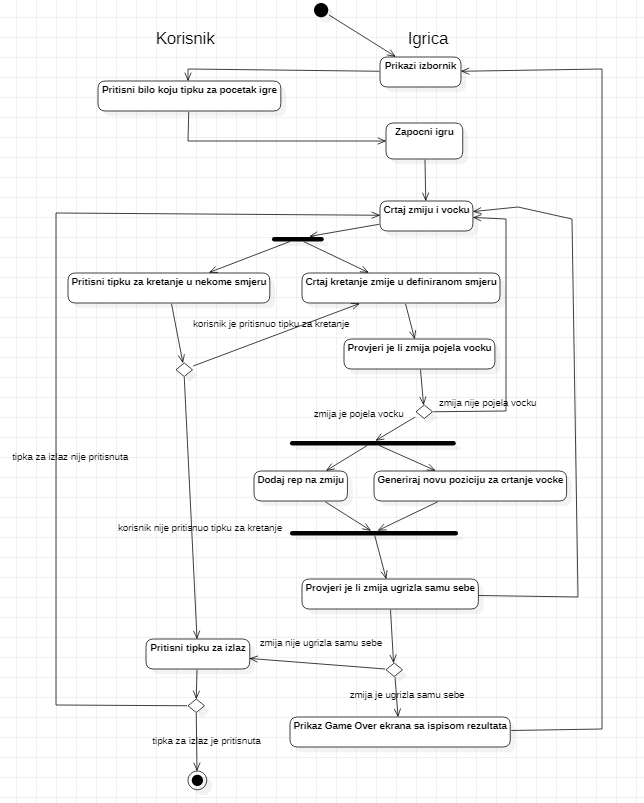 Korisnik
Igrica
Prikazi izbornik
Pritisni bilo koju tipku za pocetak igre
Zapocni igru
Crtaj zmiju i vocku
Pritisni tipku za kretanje u nekome smjeru
Crtaj kretanje zmije u definiranom smjeru
korisnik je pritisnuo tipku za kretanje
Provjeri je li zmija pojela vocku
zmija nije pojela vocku
zmija je pojela vocku
tipka za izlaz nije pritisnuta
Dodaj rep na zmiju
Generiraj novu poziciju za crtanje vocke
korisnik nije pritisnuo tipku za kretanje
Provjeri je li zmija ugrizla samu sebe
zmija nije ugrizla samu sebe
Pritisni tipku za izlaz
zmija je ugrizla samu sebe
Prikaz Game Over ekrana sa ispisom rezultata
tipka za izlaz je pritisnuta